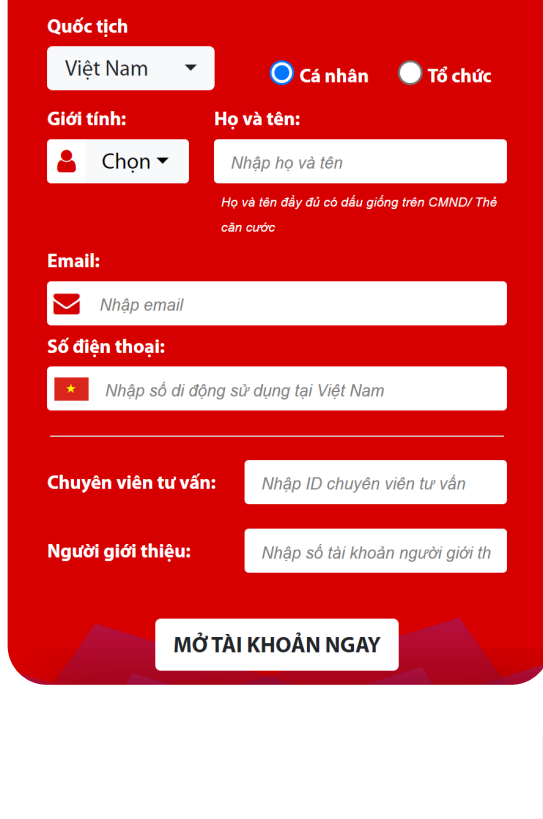 Quốc tịch
Việt Nam
Cá nhân
Tổ chức
Giới tính:
Họ và tên:
Chọn
Nhập họ và tên
Họ và tên đầy đủ có dấu giống trên CMND/ Thẻ
căn cước
Email:
Nhập email
Số điện thoại:
Nhập số di động sử dụng tại Việt Nam
Chuyên viên tư vấn:
Nhập ID chuyên viên tư vấn
Người giới thiệu:
Nhập số tài khoản người giới th
MỞ TÀI KHOẢN NGAY